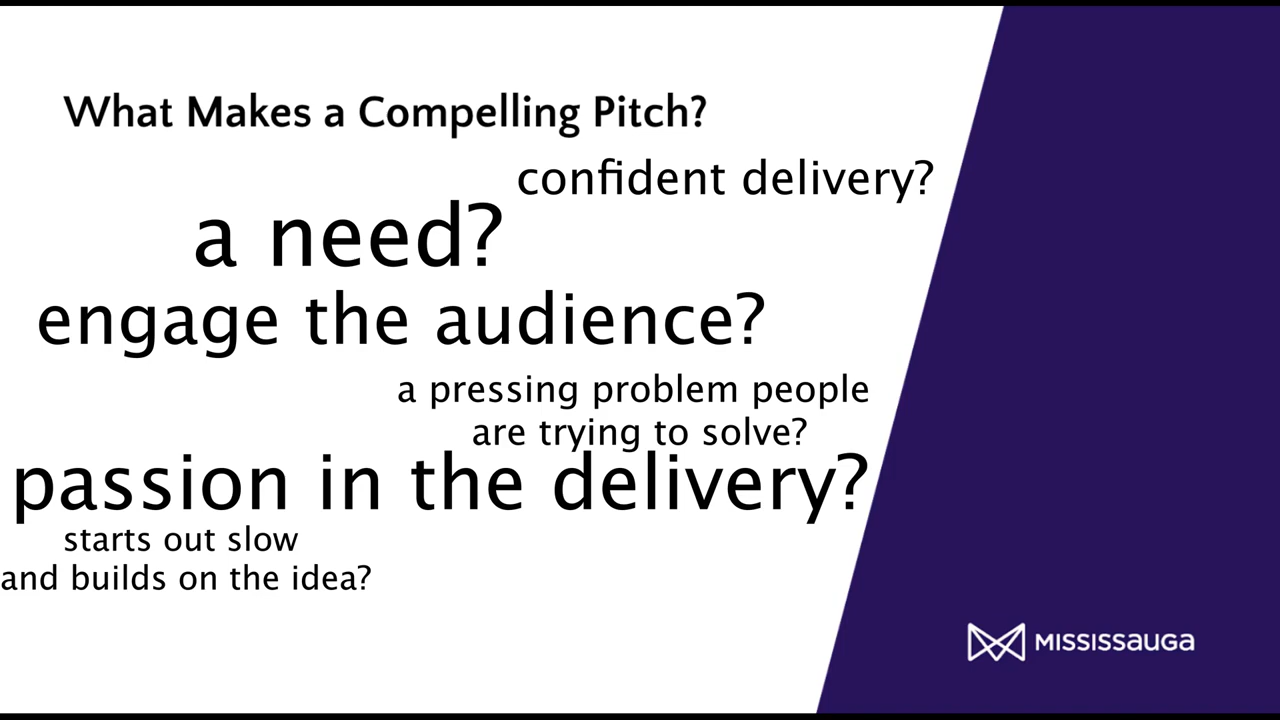 What Makes a Compelling Pitch?
confident delivery?
a need?
engage the audience?
a pressing problem people
are trying to solve?
passion in the delivery?
starts out slow
and builds on the idea?
MISSISSauGa